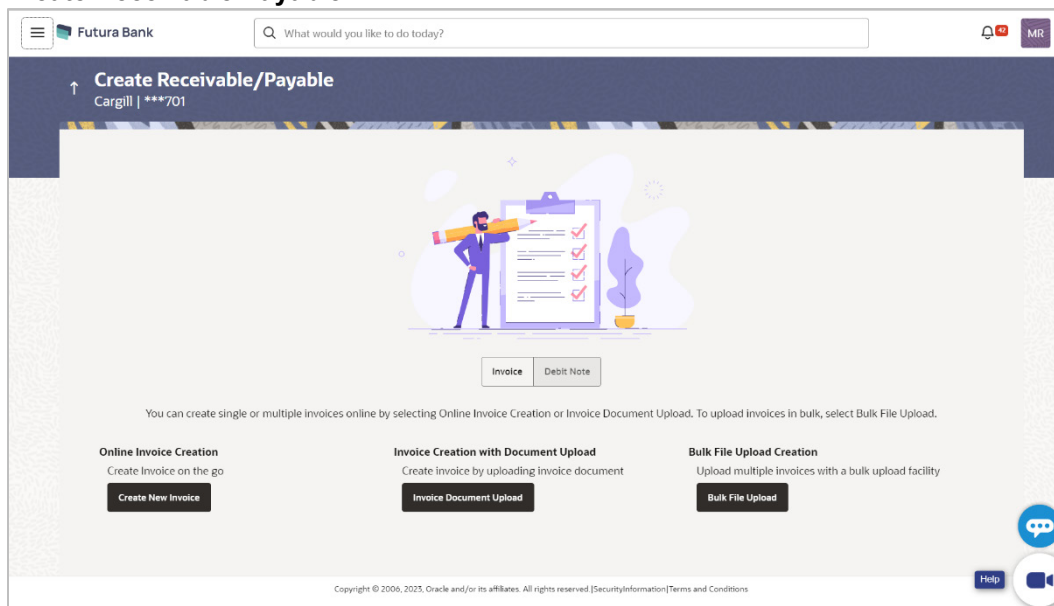 Futura Bank
What would you like to do today?
42
MR
Create Receivable/Payable
Cargill | ***701
Invoice
Debit Note
You can create single or multiple invoices online by selecting Online Invoice Creation or Invoice Document Upload. To upload invoices in bulk, select Bulk File Upload.
Online Invoice Creation
Create Invoice on the go
Create New Invoice
Invoice Creation with Document Upload
Create invoice by uploading invoice document
Invoice Document Upload
Bulk File Upload Creation
Upload multiple invoices with a bulk upload facility
Bulk File Upload
Help
Copyright © 2006, 2023, Oracle and/or its affiliates. All rights reserved.|SecurityInformation|Terms and Conditions